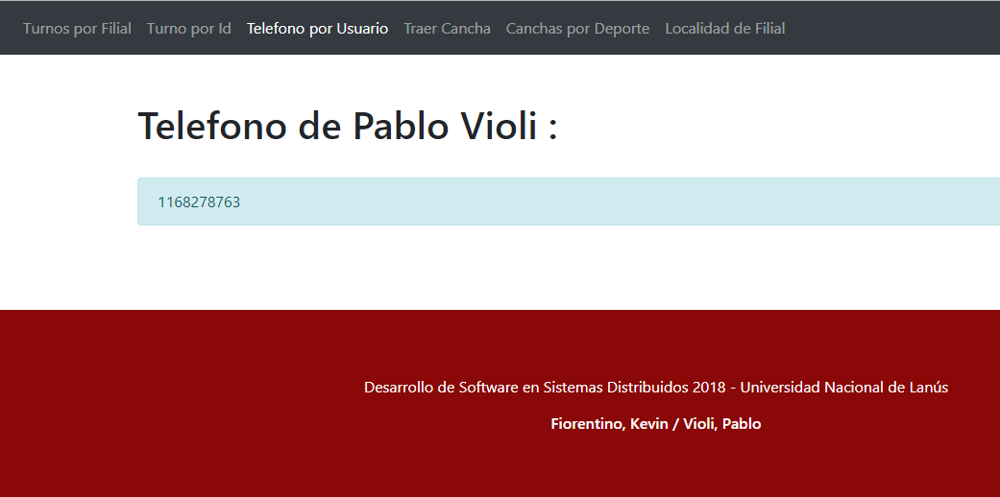 Turnos por Filial Turno por Id Telefono por Usuario Traer Cancha Canchas por Deporte Localidad de Filial
Telefono de Pablo Violi :
1168278763
Desarrollo de Software en Sistemas Distribuidos 2018 - Universidad Nacional de Lanús
Fiorentino, Kevin / Violi, Pablo